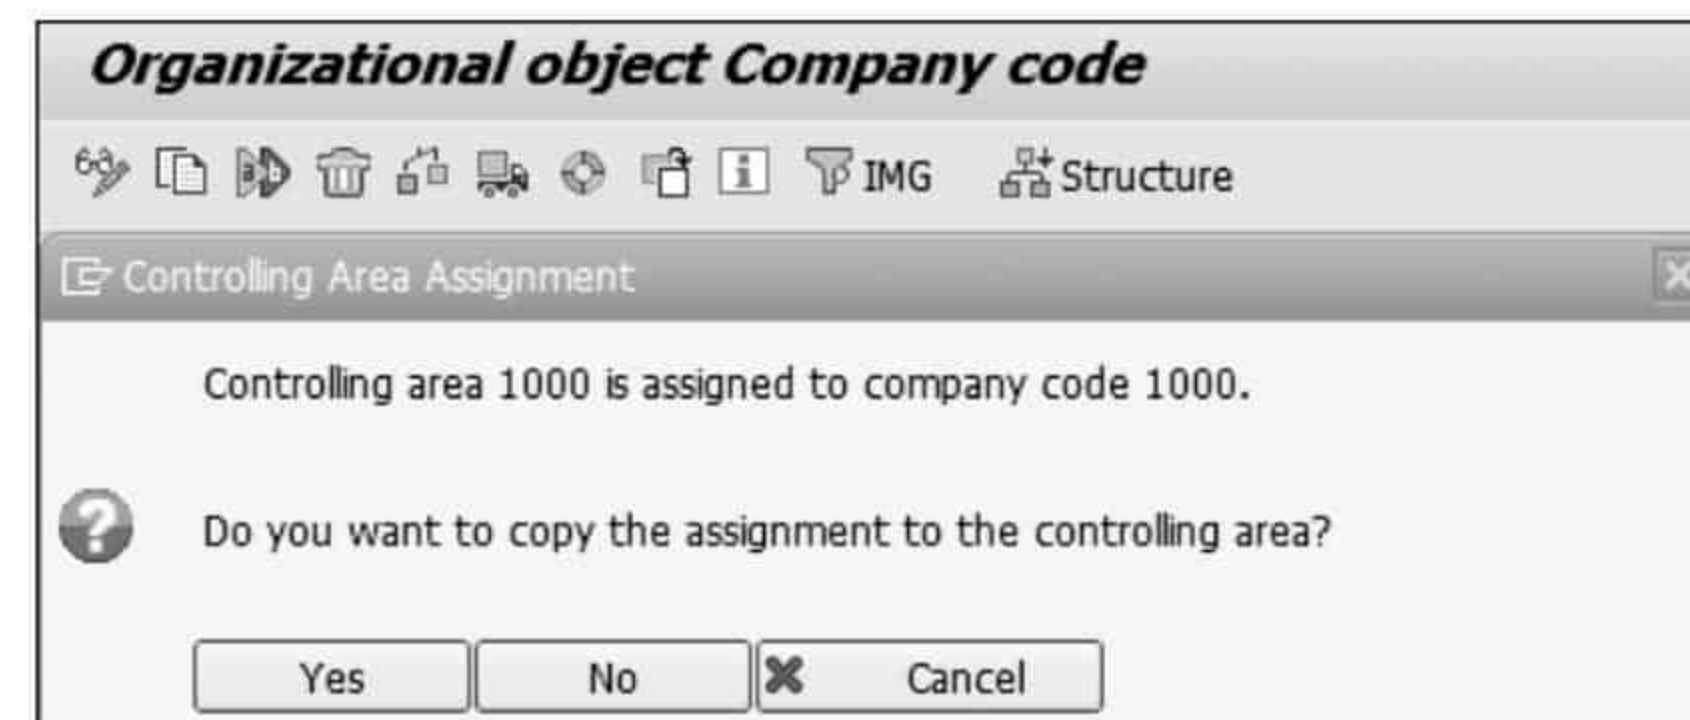 Organizational object Company code
IMG Structure
Controlling Area Assignment
Controlling area 1000 is assigned to company code 1000.
Do you want to copy the assignment to the controlling area?
Yes No Cancel